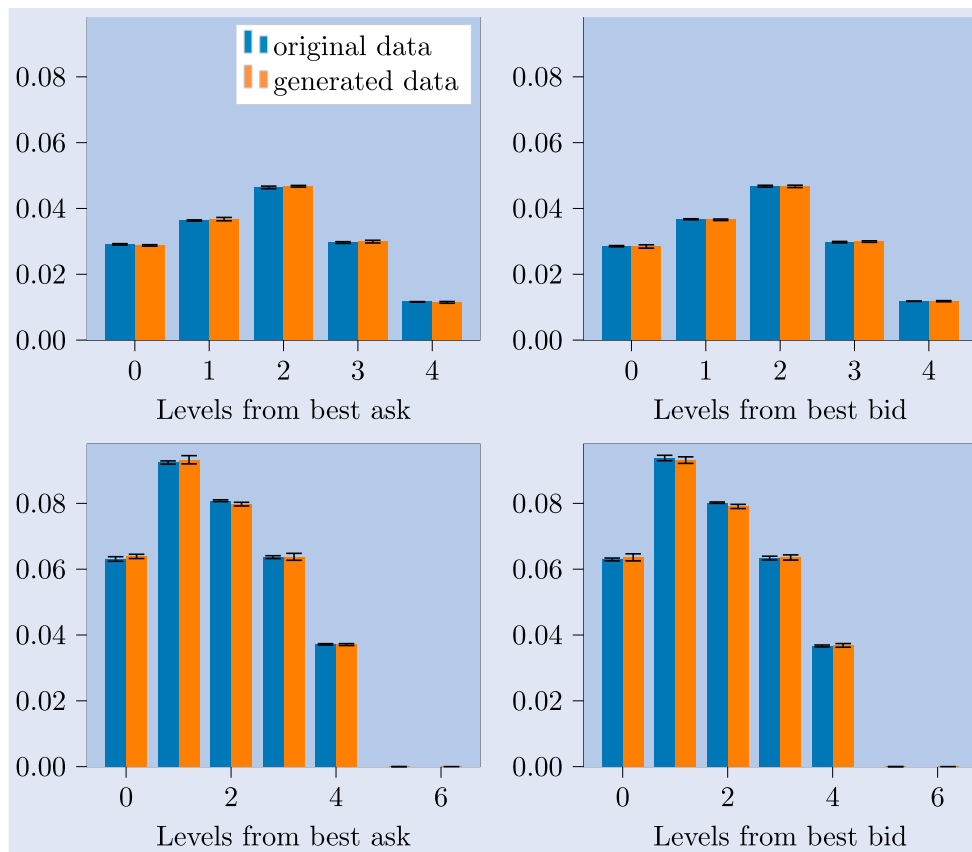 original data
generated data
0.08
0.06
0.04
0.02
0.00
0 1 2 3 4
Levels from best ask
0.08
0.06
0.04
0.02
0.00
0 1 2 3 4
Levels from best bid
0.08
0.06
0.04
0.02
0.00
0 2 4 6
Levels from best ask
0.08
0.06
0.04
0.02
0.00
0 2 4 6
Levels from best bid